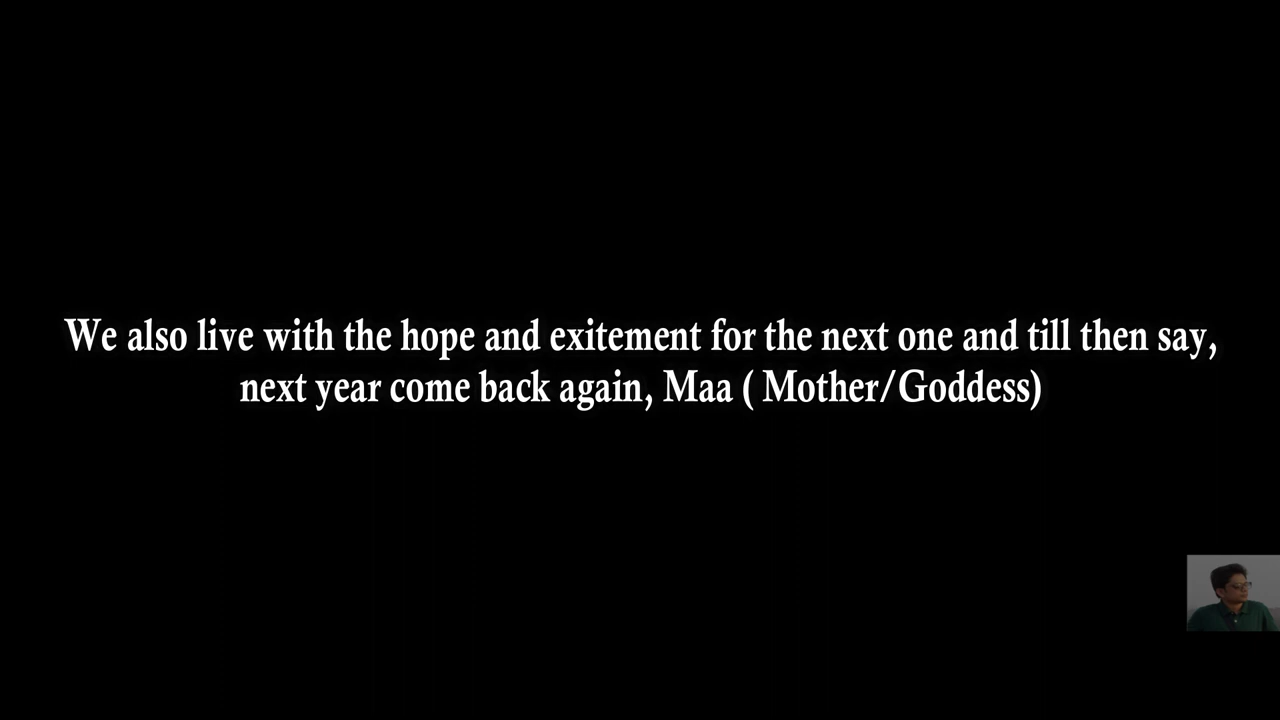 We also live with the hope and exitement for the next one and till then say,
next year come back again, Maa ( Mother/Goddess)